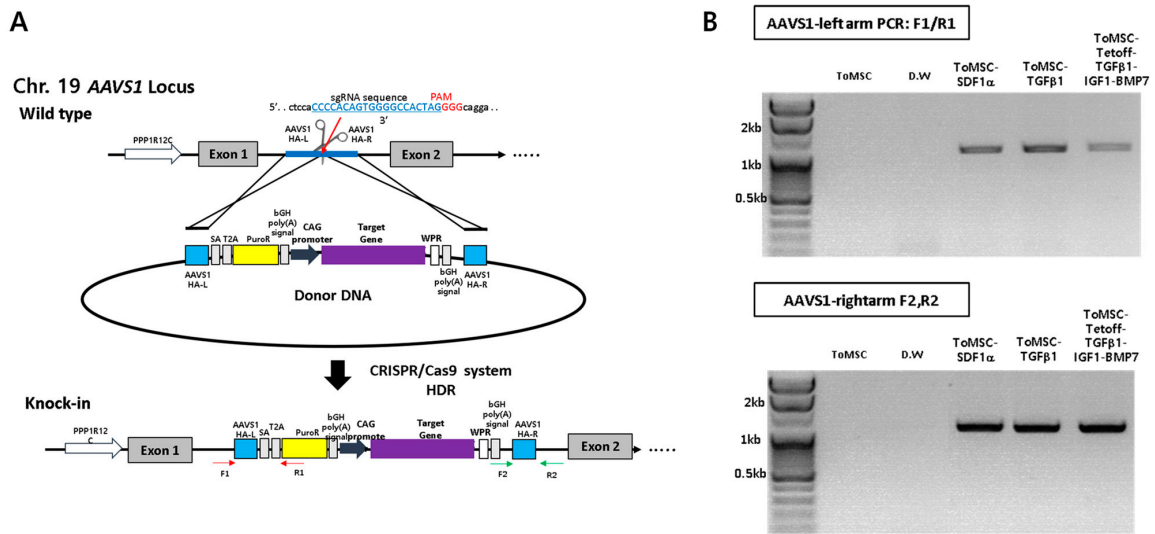 A
Chr. 19 AAVS1 Locus
Wild type
sgRNA sequence PAM
5'. . ctccaCCCCACAGTGGGGCCACTAGGGGcagga . .
3'
PPP1R12C
Exon 1
AAVS1
HA-L
AAVS1
HA-R
Exon 2
.....
SA T2A
PuroR
bGH
poly(A)
signal
CAG
promoter
Target
Gene
WPR
AAVS1
HA-L
bGH
poly(A)
signal
AAVS1
HA-R
Donor DNA
CRISPR/Cas9 system
HDR
Knock-in
PPP1R12
C
Exon 1
AAVS1
HA-L
SA
T2A
PuroR
bGH
poly(A)
signal
CAG
promote
Target
Gene
WPR
bGH
poly(A)
signal
AAVS1
HA-R
Exon 2
.....
F1
R1
F2
R2
B
AAVS1-left arm PCR: F1/R1
ToMSC
D.W
ToMSC-
SDF1α
ToMSC-
TGFβ1
ToMSC-
Tetoff-
TGFβ1-
IGF1-BMP7
2kb
1kb
0.5kb
AAVS1-rightarm F2,R2
ToMSC
D.W
ToMSC-
SDF1α
ToMSC-
TGFβ1
ToMSC-
Tetoff-
TGFβ1-
IGF1-BMP7
2kb
1kb
0.5kb